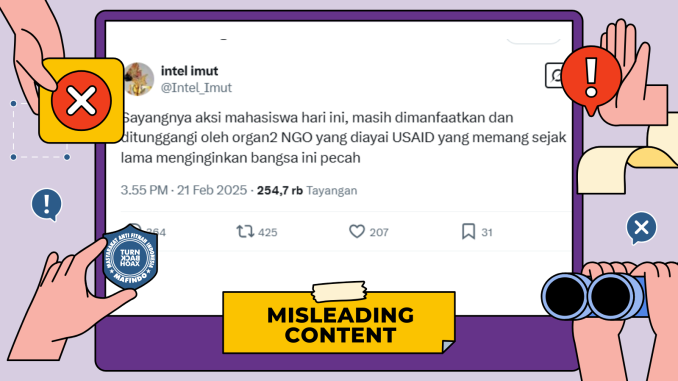 intel imut
@Intel_Imut
Sayangnya aksi mahasiswa hari ini, masih dimanfaatkan dan
ditunggangi oleh organ2 NGO yang diayai USAID yang memang sejak
lama menginginkan bangsa ini pecah
3.55 PM · 21 Feb 2025 · 254,7 rb Tayangan
364 425 207 31
MASYARAKAT ANTI FITNAH INDONESIA
TURN
BACK
HOAX
MAFINDO
MISLEADING
CONTENT